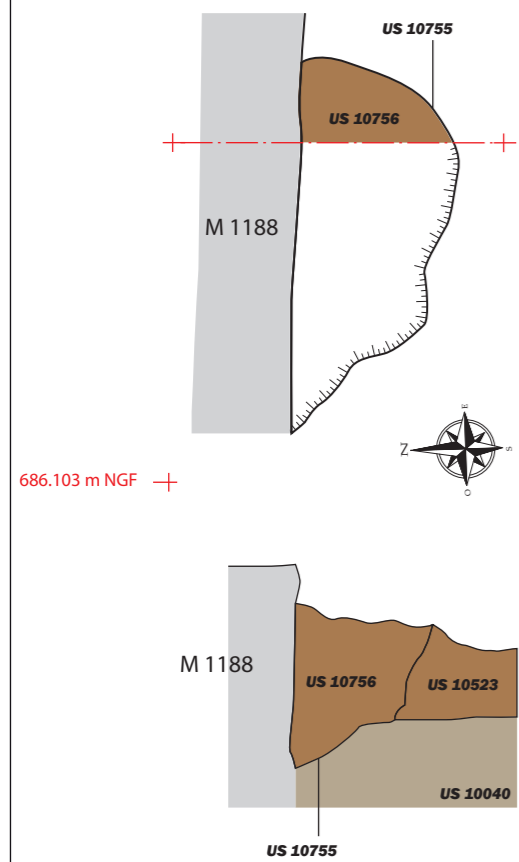 US 10755
US 10756
M 1188
E
N
S
O
686.103 m NGF
M 1188
US 10756
US 10523
US 10040
US 10755